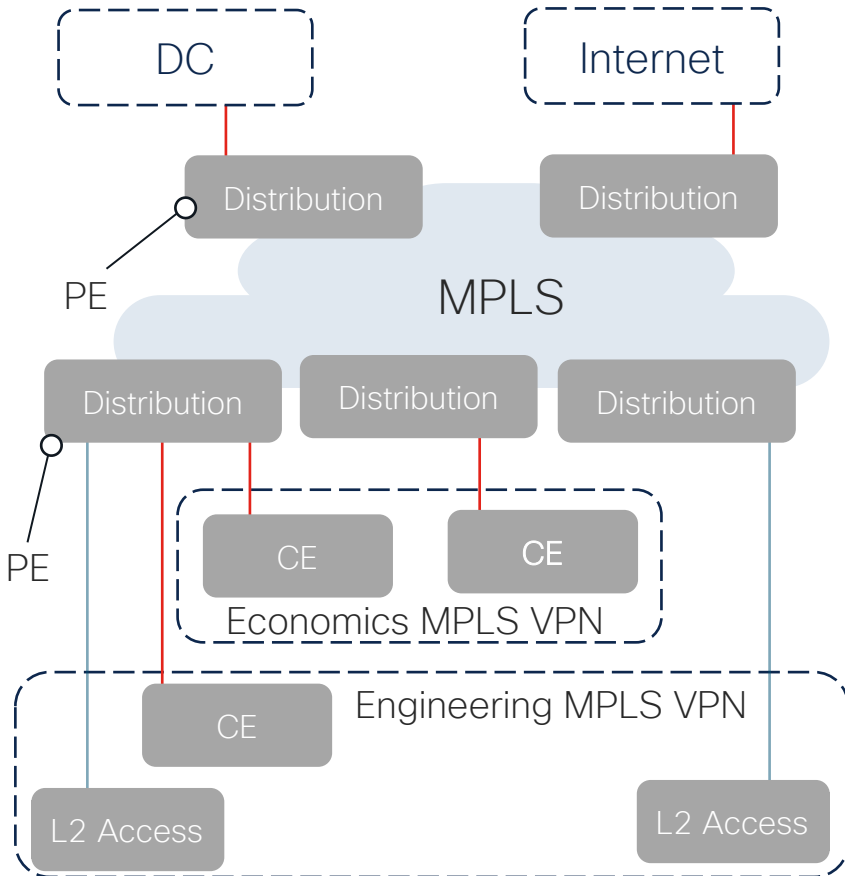 DC
Internet
Distribution
Distribution
PE
MPLS
Distribution
Distribution
Distribution
PE
CE
CE
Economics MPLS VPN
Engineering MPLS VPN
CE
L2 Access
L2 Access